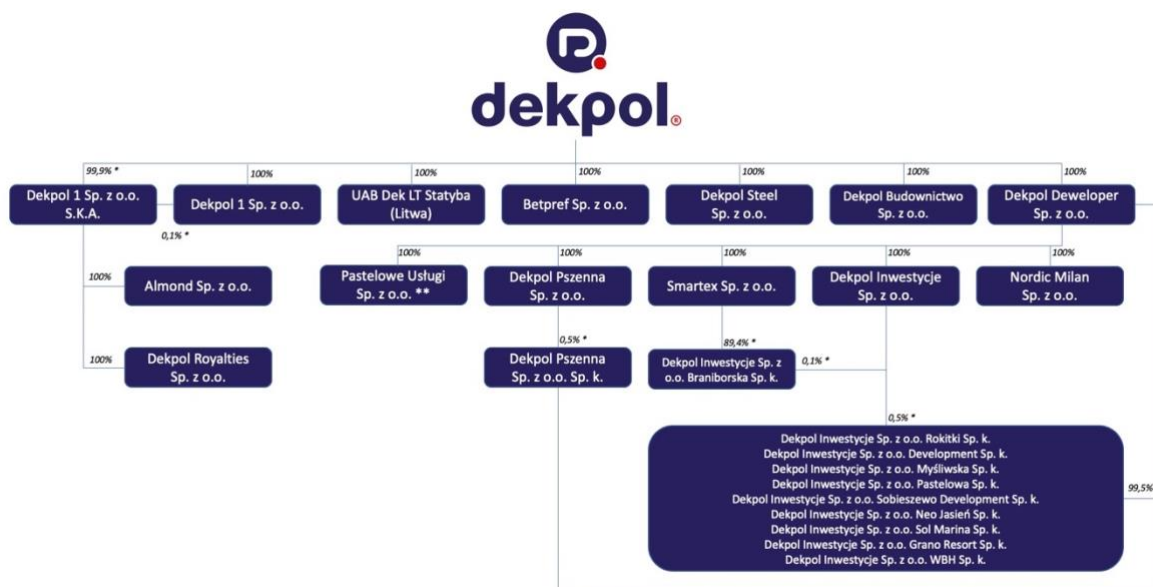 dekpol®
99,9% *
100%
100%
100%
100%
100%
100%
Dekpol 1 Sp. z o.o.
S.K.A.
Dekpol 1 Sp. z o.o.
UAB Dek LT Statyba
(Litwa)
Betpref Sp. z o.o.
Dekpol Steel
Sp. z o.o.
Dekpol Budownictwo
Sp. z o.o.
Dekpol Deweloper
Sp. z o.o.
0,1% *
100%
100%
100%
100%
100%
100%
Almond Sp. z o.o.
Pastelowe Usługi
Sp. z o.o. **
Dekpol Pszenna
Sp. z o.o.
Smartex Sp. z o.o.
Dekpol Inwestycje
Sp. z o.o.
Nordic Milan
Sp. z o.o.
0,5% *
89,4% *
100%
Dekpol Royalties
Sp. z o.o.
Dekpol Pszenna
Sp. z o.o. Sp. k.
Dekpol Inwestycje Sp. z
o.o. Braniborska Sp. k.
0,1% *
0,5% *
Dekpol Inwestycje Sp. z o.o. Rokitki Sp. k.
Dekpol Inwestycje Sp. z o.o. Development Sp. k.
Dekpol Inwestycje Sp. z o.o. Myśliwska Sp. k.
Dekpol Inwestycje Sp. z o.o. Pastelowa Sp. k.
Dekpol Inwestycje Sp. z o.o. Sobieszewo Development Sp. k.
Dekpol Inwestycje Sp. z o.o. Neo Jasień Sp. k.
Dekpol Inwestycje Sp. z o.o. Sol Marina Sp. k.
Dekpol Inwestycje Sp. z o.o. Grano Resort Sp. k.
Dekpol Inwestycje Sp. z o.o. WBH Sp. k.
99,5%